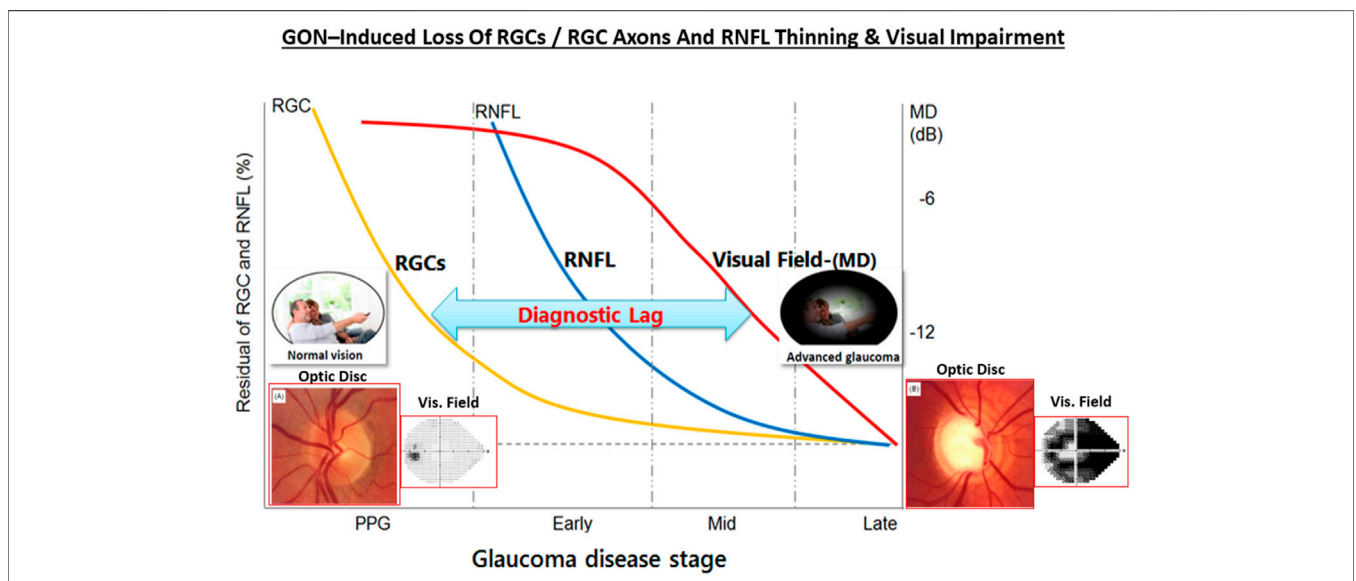 GON–Induced Loss Of RGCs / RGC Axons And RNFL Thinning & Visual Impairment
RGC
RNFL
MD
(dB)
Residual of RGC and RNFL (%)
-6
RGCs
RNFL
Visual Field-(MD)
Diagnostic Lag
-12
Normal vision
Advanced glaucoma
Optic Disc
(A)
Vis. Field
Optic Disc
(B)
Vis. Field
PPG
Early
Mid
Late
Glaucoma disease stage